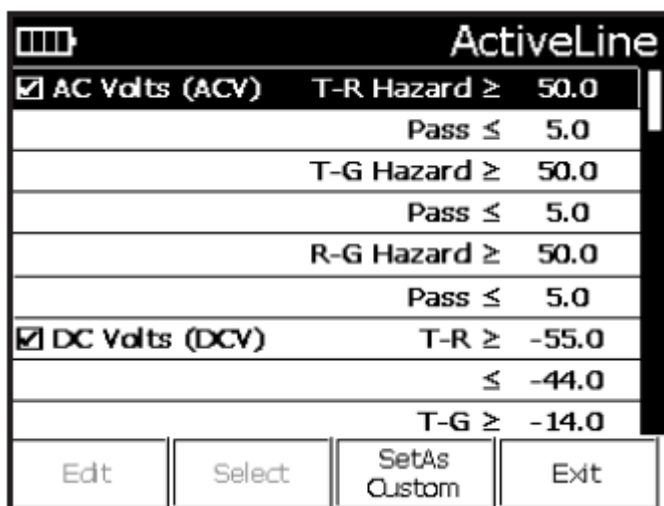 ActiveLine
AC Volts (ACV) T-R Hazard ≥ 50.0
Pass ≤ 5.0
T-G Hazard ≥ 50.0
Pass ≤ 5.0
R-G Hazard ≥ 50.0
Pass ≤ 5.0
DC Volts (DCV) T-R ≥ -55.0
≤ -44.0
T-G ≥ -14.0
Edit Select SetAs Custom Exit